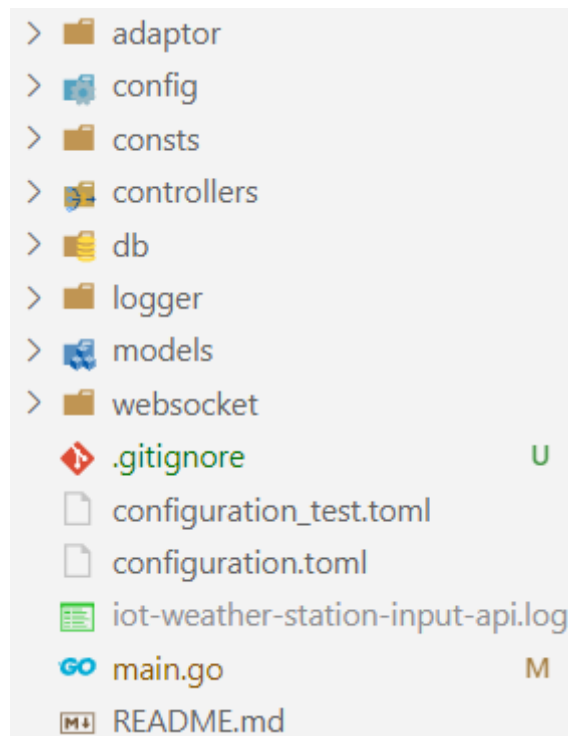 adaptor
config
consts
controllers
db
logger
models
websocket
.gitignore U
configuration_test.toml
configuration.toml
iot-weather-station-input-api.log
GO main.go M
M↓ README.md